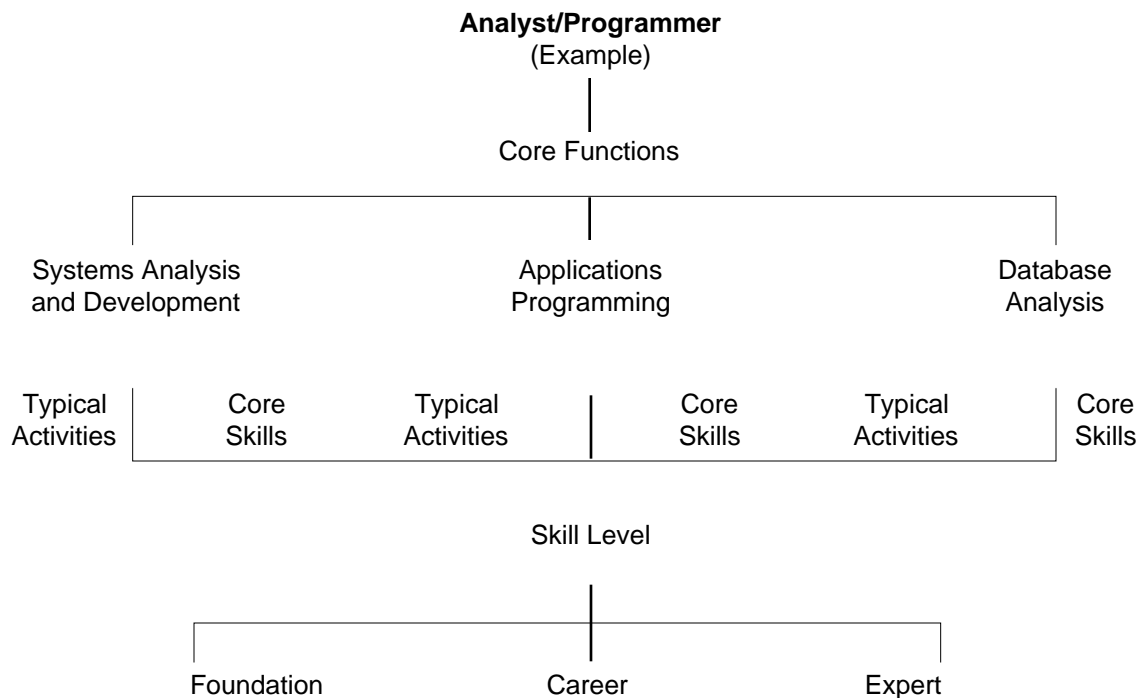 Analyst/Programmer
(Example)
Core Functions
Systems Analysis
and Development
Applications
Programming
Database
Analysis
Typical
Activities
Core
Skills
Typical
Activities
Core
Skills
Typical
Activities
Core
Skills
Skill Level
Foundation
Career
Expert